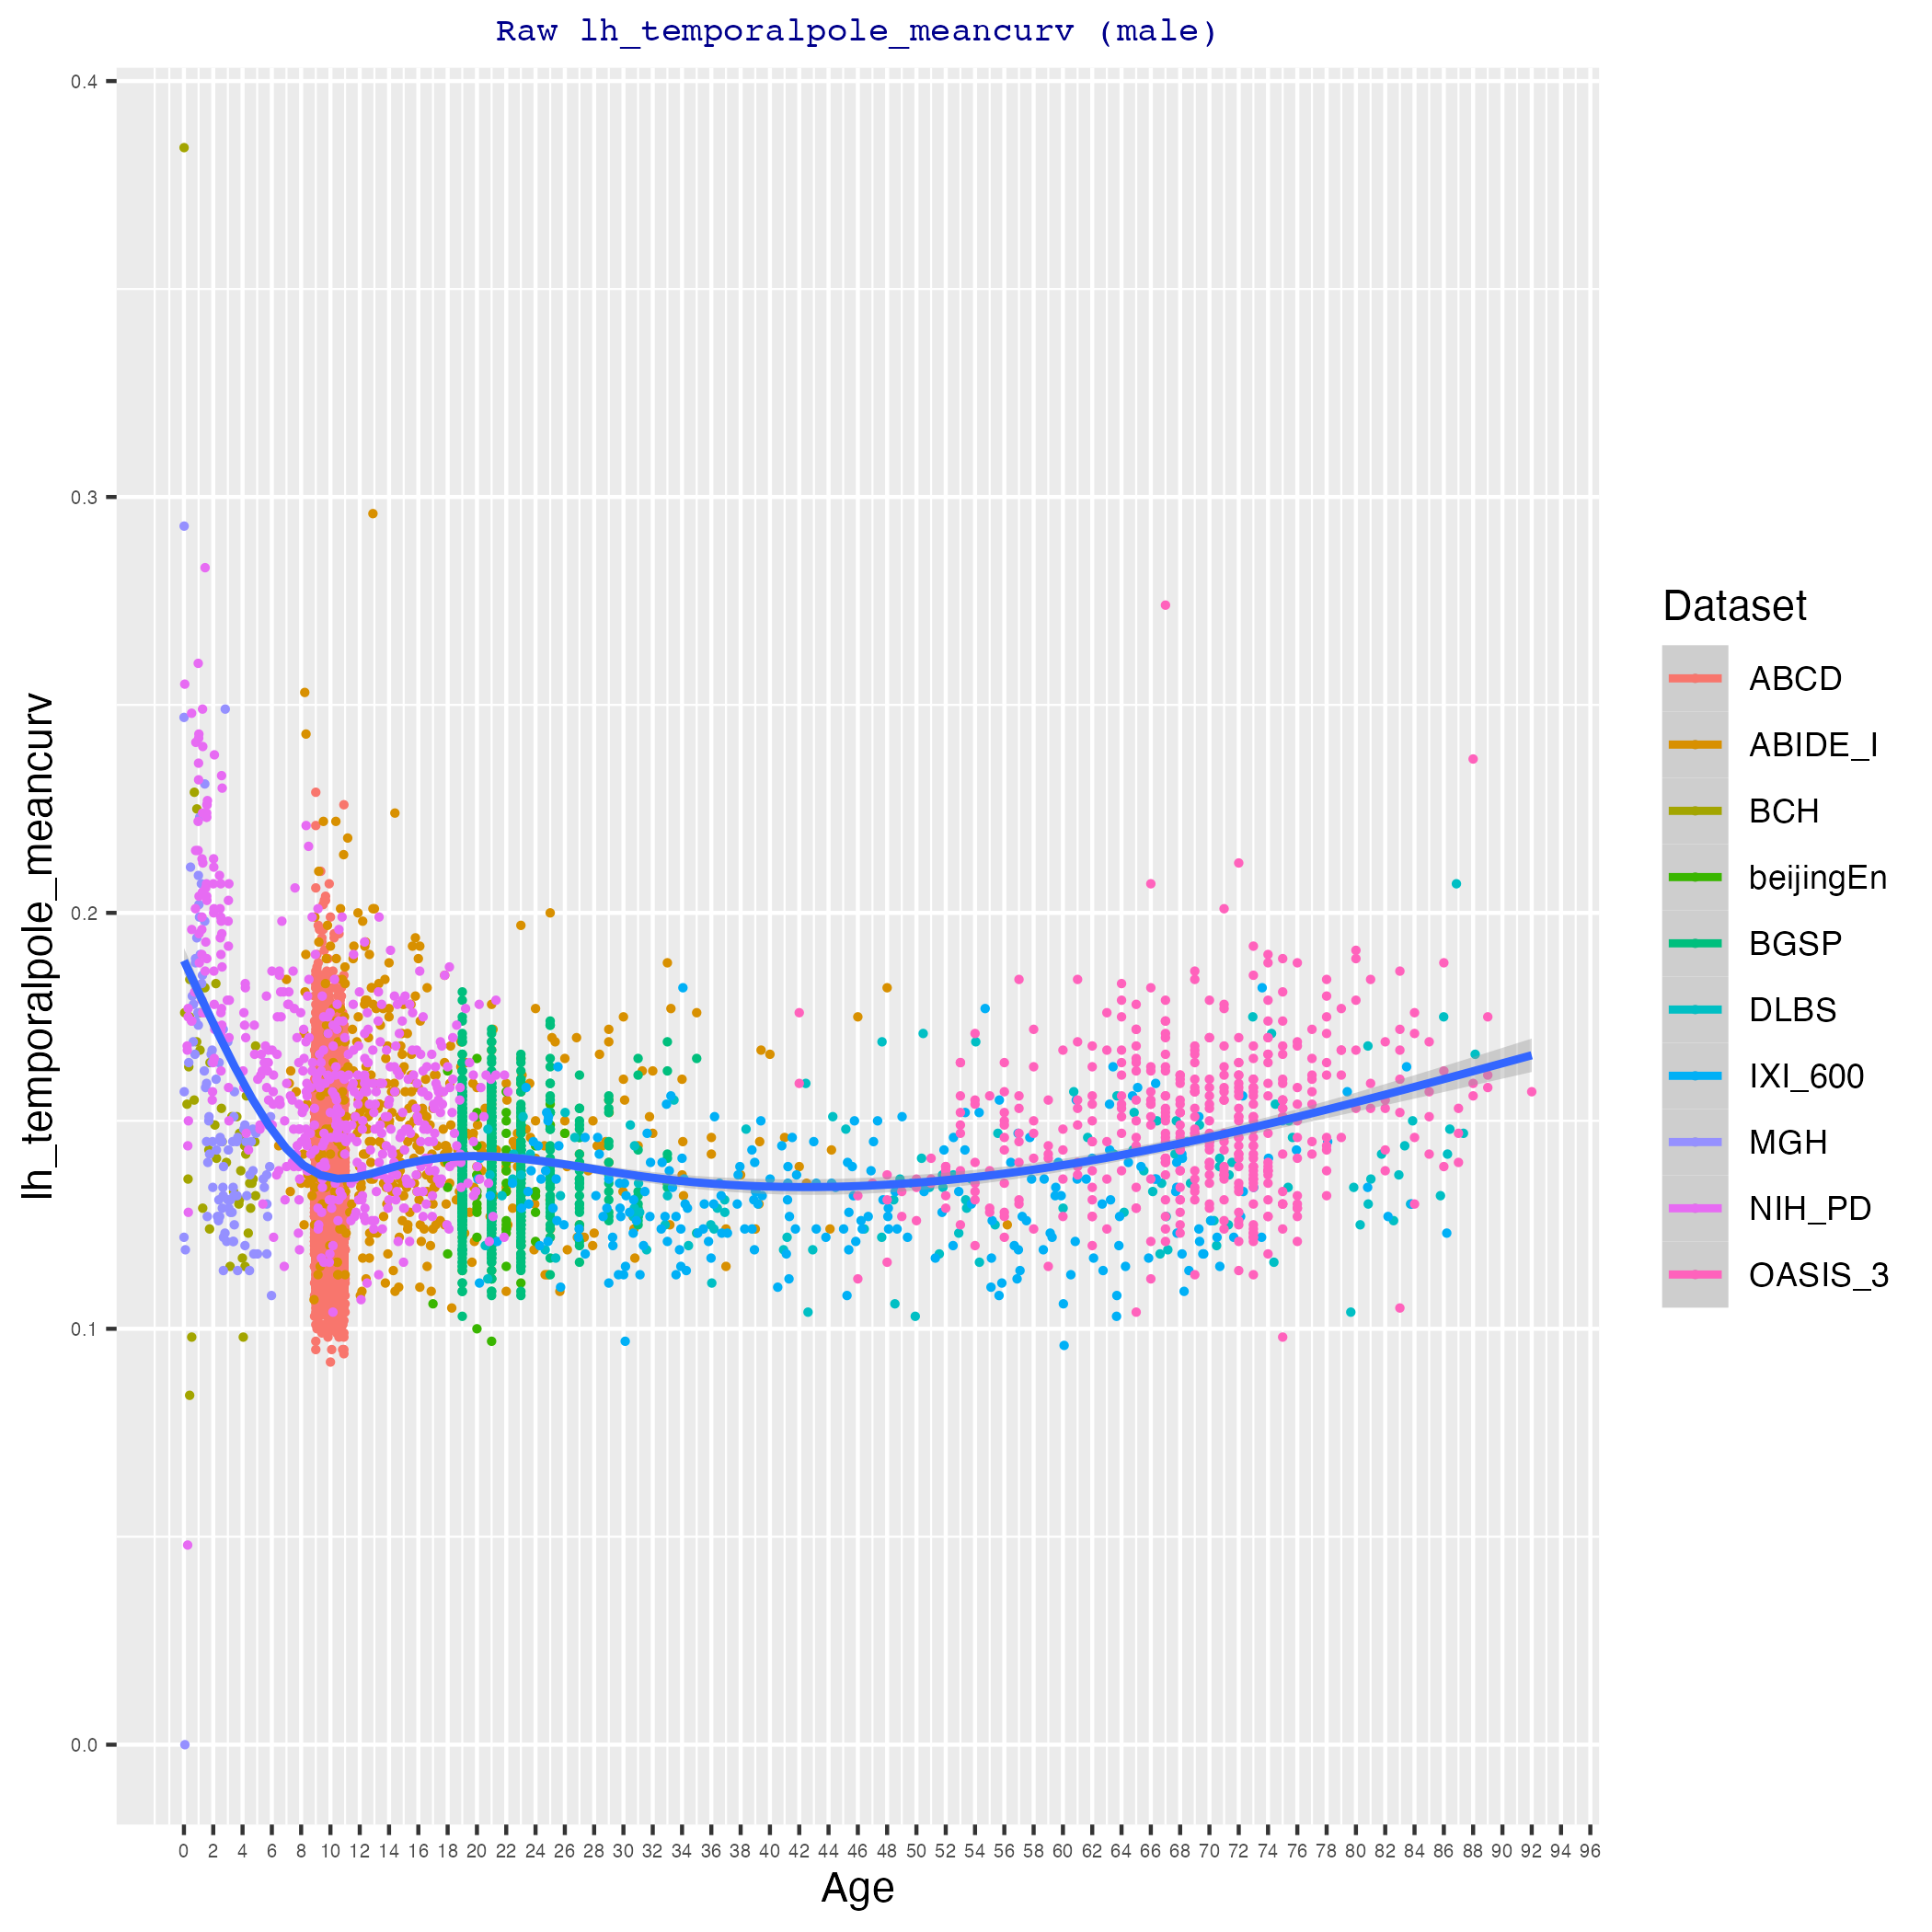 Raw lh_temporalpole_meancurv (male)
0.4
0.3
0.2
0.1
0.0
lh_temporalpole_meancurv
0 2 4 6 8 10 12 14 16 18 20 22 24 26 28 30 32 34 36 38 40 42 44 46 48 50 52 54 56 58 60 62 64 66 68 70 72 74 76 78 80 82 84 86 88 90 92 94 96
Age
Dataset
ABCD
ABIDE_I
BCH
beijingEn
BGSP
DLBS
IXI_600
MGH
NIH_PD
OASIS_3